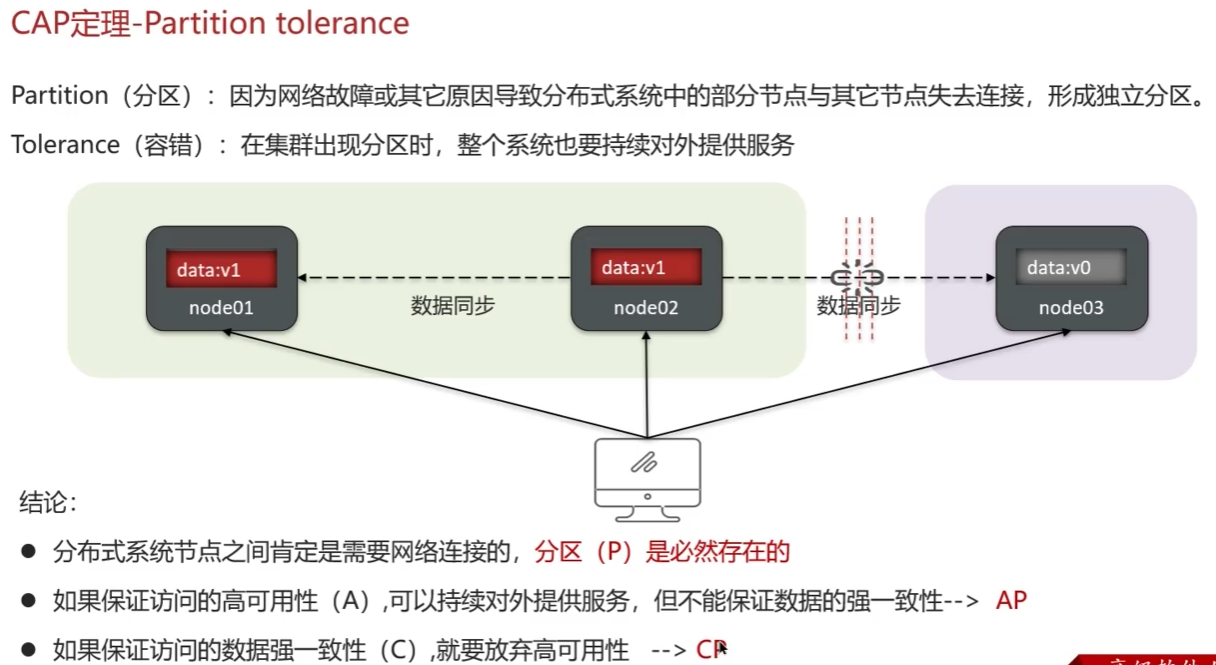 CAP定理-Partition tolerance
Partition（分区）：因为网络故障或其它原因导致分布式系统中的部分节点与其它节点失去连接，形成独立分区。
Tolerance（容错）：在集群出现分区时，整个系统也要持续对外提供服务
data:v1
node01
数据同步
data:v1
node02
数据同步
data:v0
node03
结论：
● 分布式系统节点之间肯定是需要网络连接的，分区（P）是必然存在的
● 如果保证访问的高可用性（A）,可以持续对外提供服务，但不能保证数据的强一致性--> AP
● 如果保证访问的数据强一致性（C）,就要放弃高可用性 --> CP